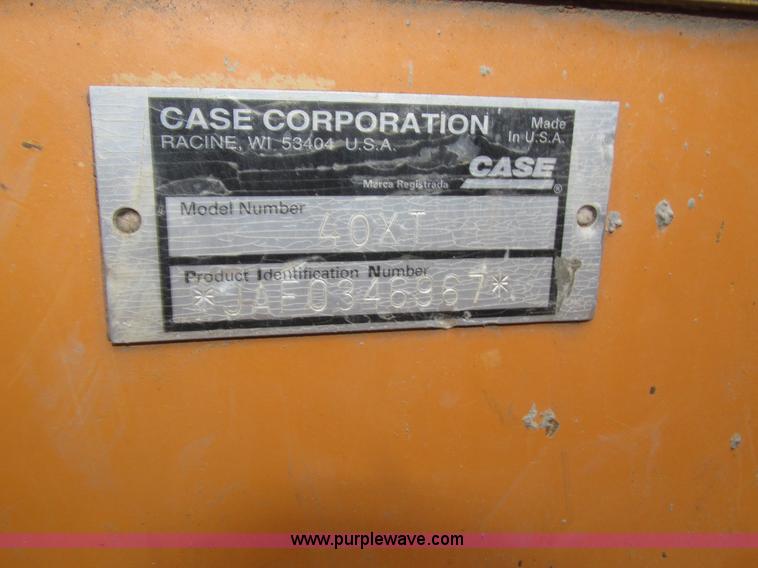 CASE CORPORATION
RACINE, WI 53404 U.S.A.
Made
In U.S.A.
CASE
®
Marca Registrada
Model Number
40XT
Product Identification Number
*JAF0346967*
www.purplewave.com